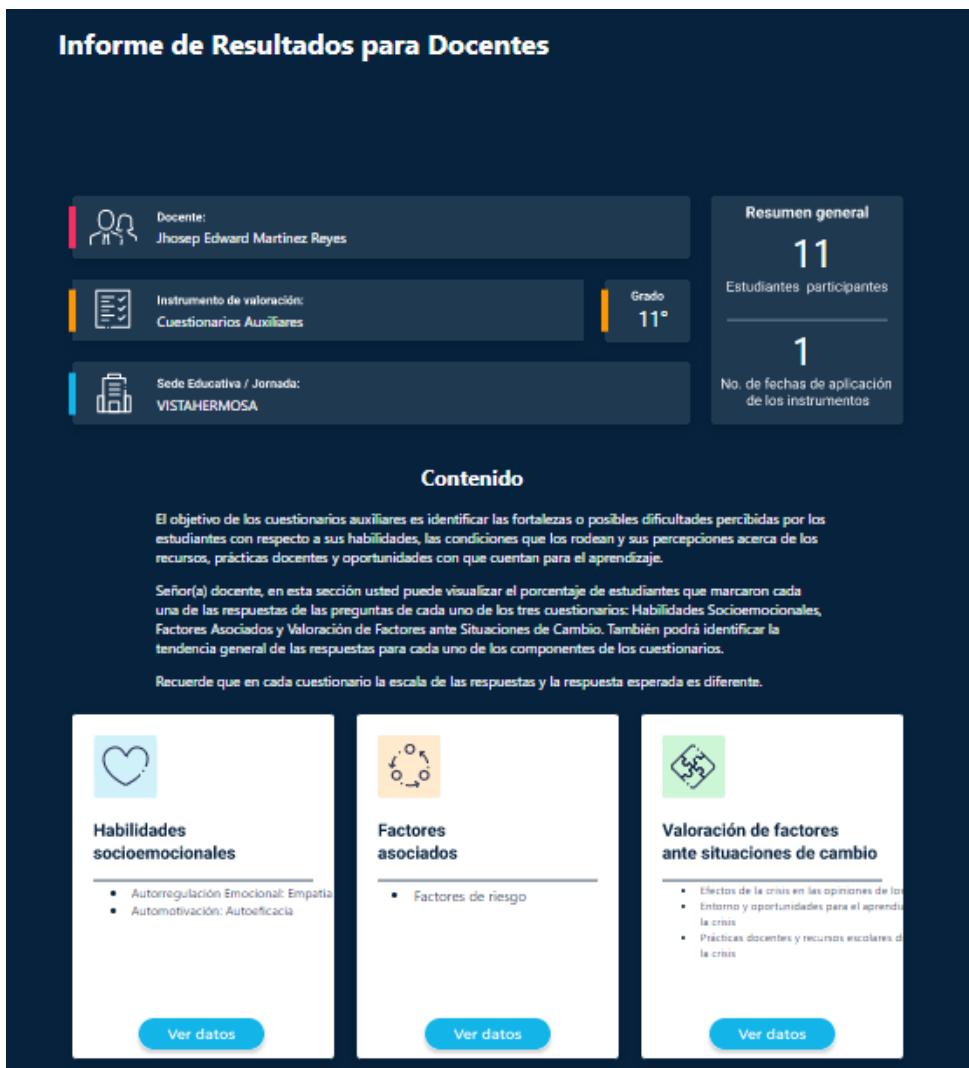 Informe de Resultados para Docentes
Docente:
Jhosep Edward Martinez Reyes
Instrumento de valoración:
Cuestionarios Auxiliares
Grado
11°
Sede Educativa / Jornada:
VISTAHERMOSA
Resumen general
11
Estudiantes participantes
1
No. de fechas de aplicación
de los instrumentos
Contenido
El objetivo de los cuestionarios auxiliares es identificar las fortalezas o posibles dificultades percibidas por los
estudiantes con respecto a sus habilidades, las condiciones que los rodean y sus percepciones acerca de los
recursos, prácticas docentes y oportunidades con que cuentan para el aprendizaje.
Señor(a) docente, en esta sección usted puede visualizar el porcentaje de estudiantes que marcaron cada
una de las respuestas de las preguntas de cada uno de los tres cuestionarios: Habilidades Socioemocionales,
Factores Asociados y Valoración de Factores ante Situaciones de Cambio. También podrá identificar la
tendencia general de las respuestas para cada uno de los componentes de los cuestionarios.
Recuerde que en cada cuestionario la escala de las respuestas y la respuesta esperada es diferente.
Habilidades
socioemocionales
• Autorregulación Emocional: Empatia
• Automotivación: Autoeficacia
Ver datos
Factores
asociados
• Factores de riesgo
Ver datos
Valoración de factores
ante situaciones de cambio
• Efectos de la crisis en las opiniones de los
• Entorno y oportunidades para el aprendi
la crisis
• Prácticas docentes y recursos escolares d
la crisis
Ver datos